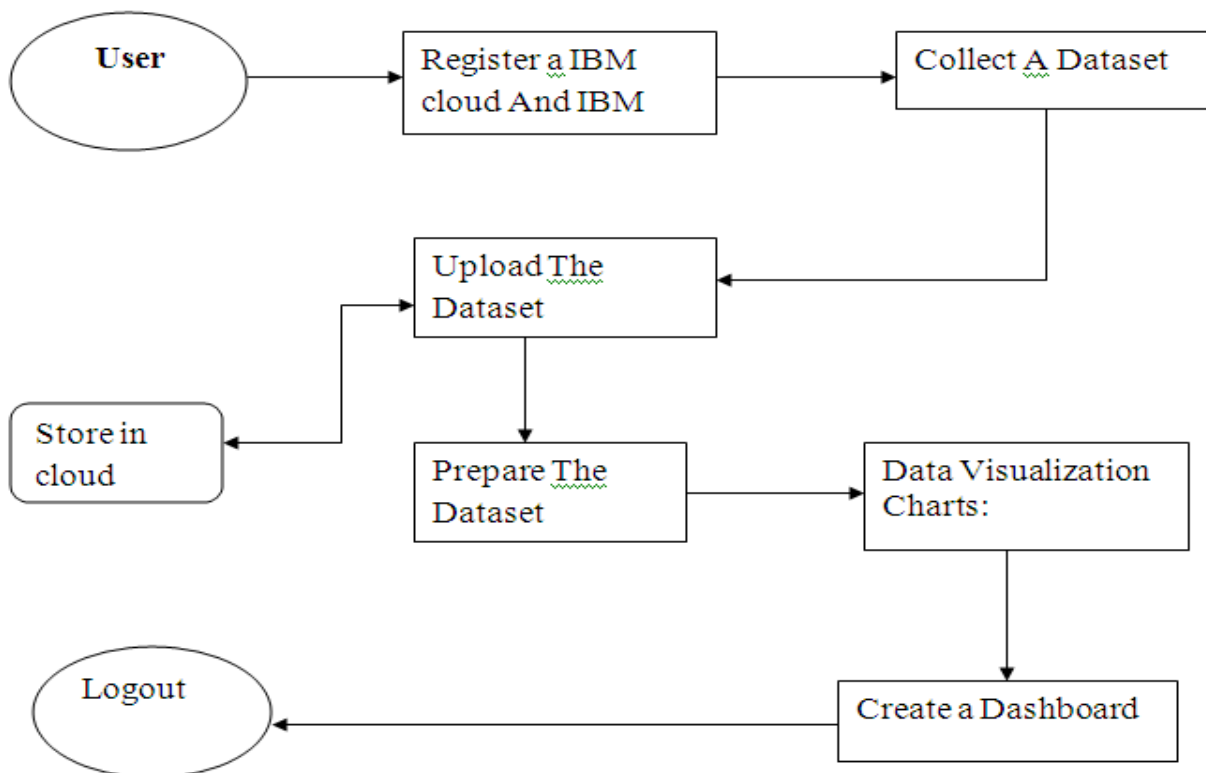 User
Register a IBM
cloud And IBM
Collect A Dataset
Upload The
Dataset
Store in
cloud
Prepare The
Dataset
Data Visualization
Charts:
Create a Dashboard
Logout